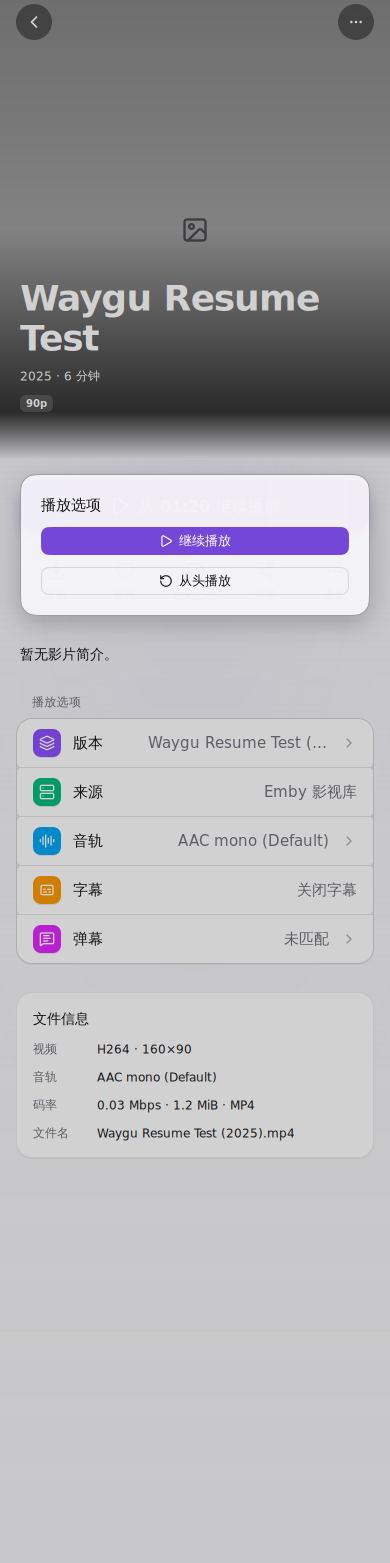 Waygu Resume
Test
2025 · 6 分钟
90p
播放选项
继续播放
从头播放
暂无影片简介。
播放选项
版本 Waygu Resume Test (...
来源 Emby 影视库
音轨 AAC mono (Default)
字幕 关闭字幕
弹幕 未匹配
文件信息
视频 H264 · 160×90
音轨 AAC mono (Default)
码率 0.03 Mbps · 1.2 MiB · MP4
文件名 Waygu Resume Test (2025).mp4